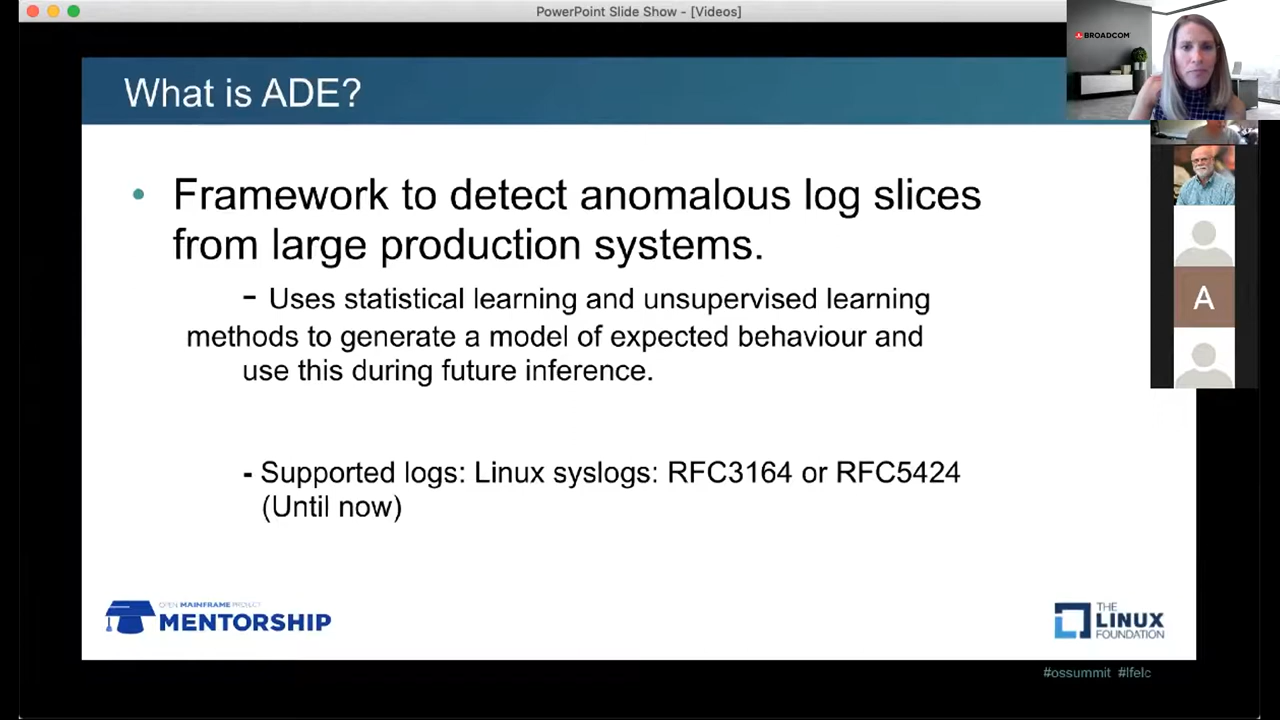 PowerPoint Slide Show - [Videos]
BROADCOM
What is ADE?
• Framework to detect anomalous log slices
from large production systems.
- Uses statistical learning and unsupervised learning
methods to generate a model of expected behaviour and
use this during future inference.
A
- Supported logs: Linux syslogs: RFC3164 or RFC5424
(Until now)
OPEN MAINFRAME PROJECT
MENTORSHIP
THE
LINUX
FOUNDATION
#ossummit #lfelc